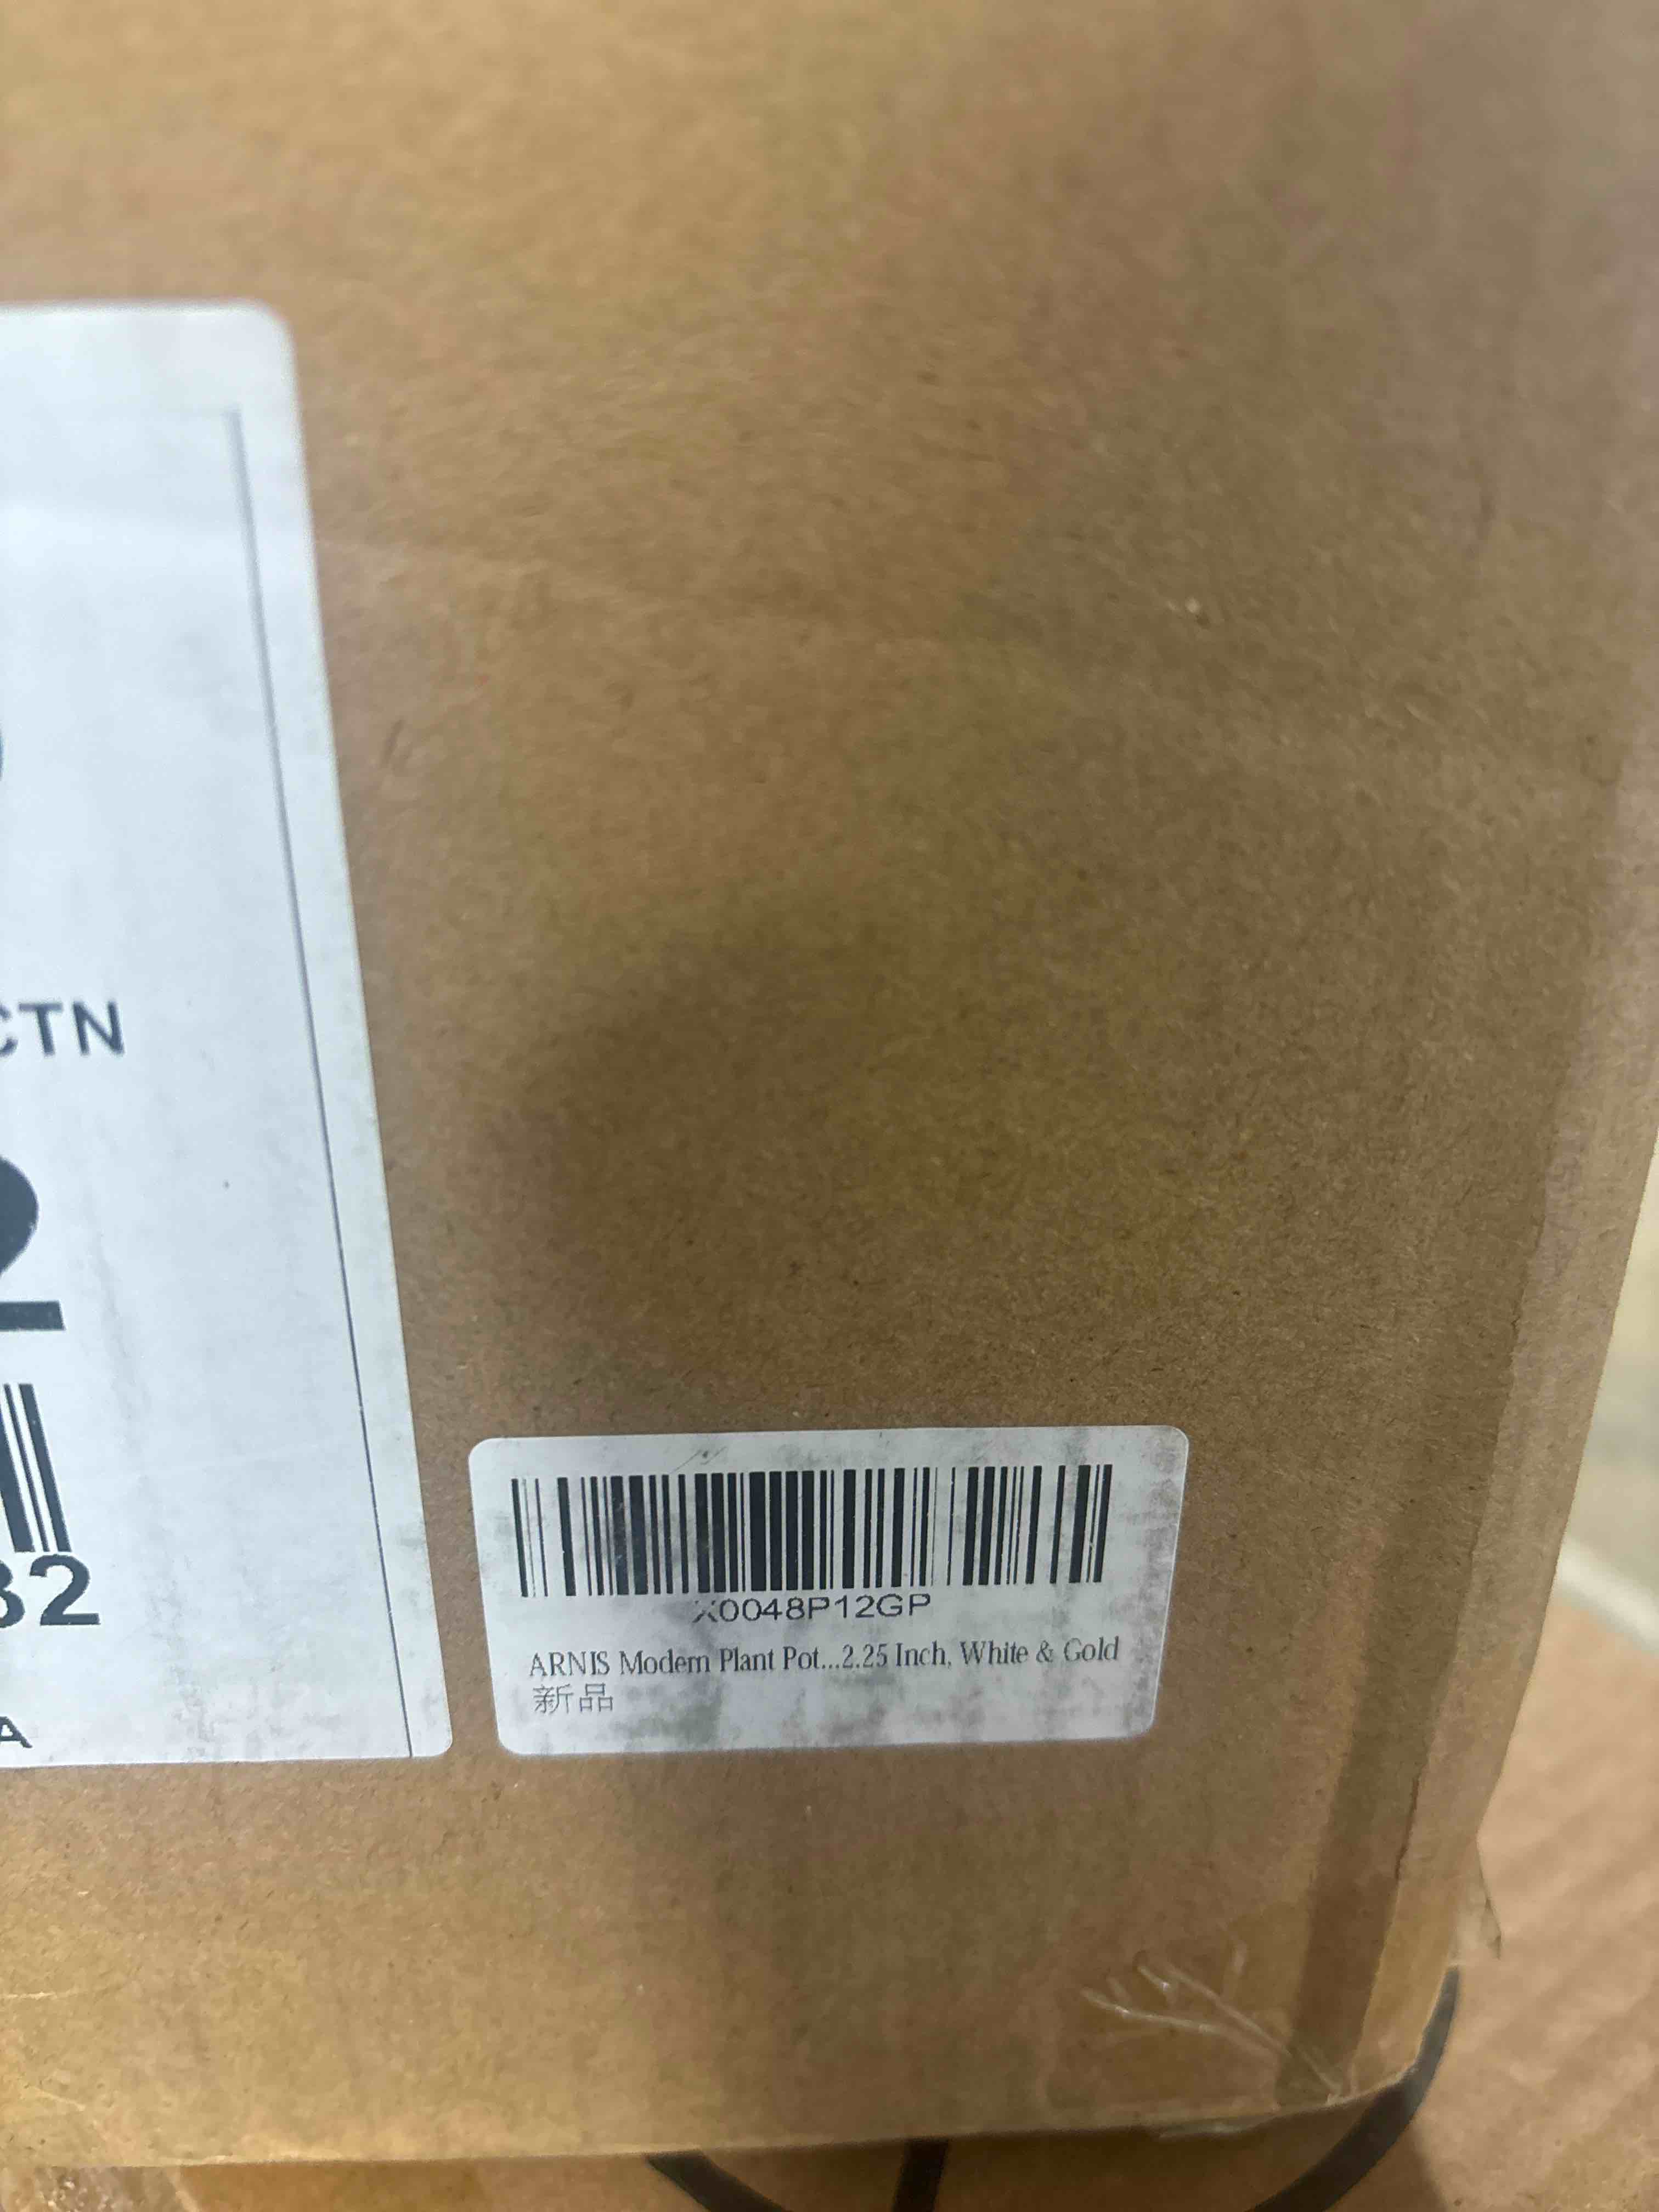 CTN
2
32
A
X0048P12GP
ARNIS Modern Plant Pot...2.25 Inch, White & Gold
新品